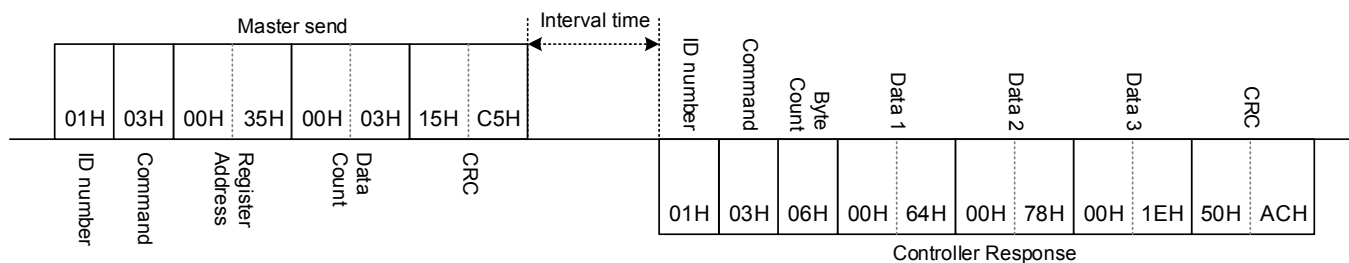 Master send
Interval time
01H 03H 00H 35H 00H 03H 15H C5H
ID number
Command
Register
Address
Data
Count
CRC
ID number
Command
Byte
Count
Data 1
Data 2
Data 3
CRC
01H 03H 06H 00H 64H 00H 78H 00H 1EH 50H ACH
Controller Response